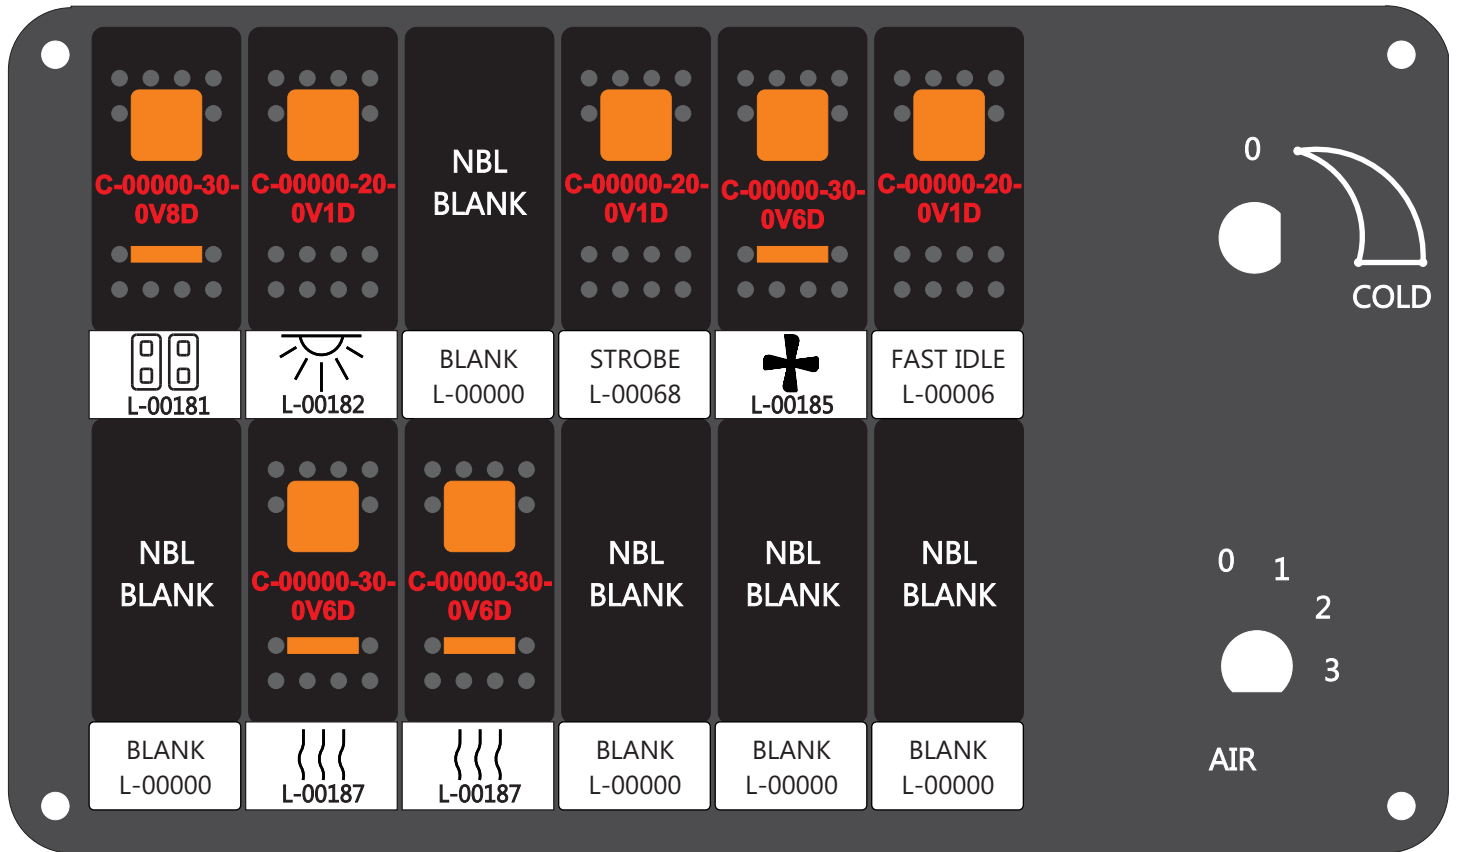 C-00000-30-
0V8D
C-00000-20-
0V1D
NBL
BLANK
C-00000-20-
0V1D
C-00000-30-
0V6D
C-00000-20-
0V1D
0
COLD
L-00181
L-00182
BLANK
L-00000
STROBE
L-00068
L-00185
FAST IDLE
L-00006
NBL
BLANK
C-00000-30-
0V6D
C-00000-30-
0V6D
NBL
BLANK
NBL
BLANK
NBL
BLANK
0
1
2
3
BLANK
L-00000
L-00187
L-00187
BLANK
L-00000
BLANK
L-00000
BLANK
L-00000
AIR